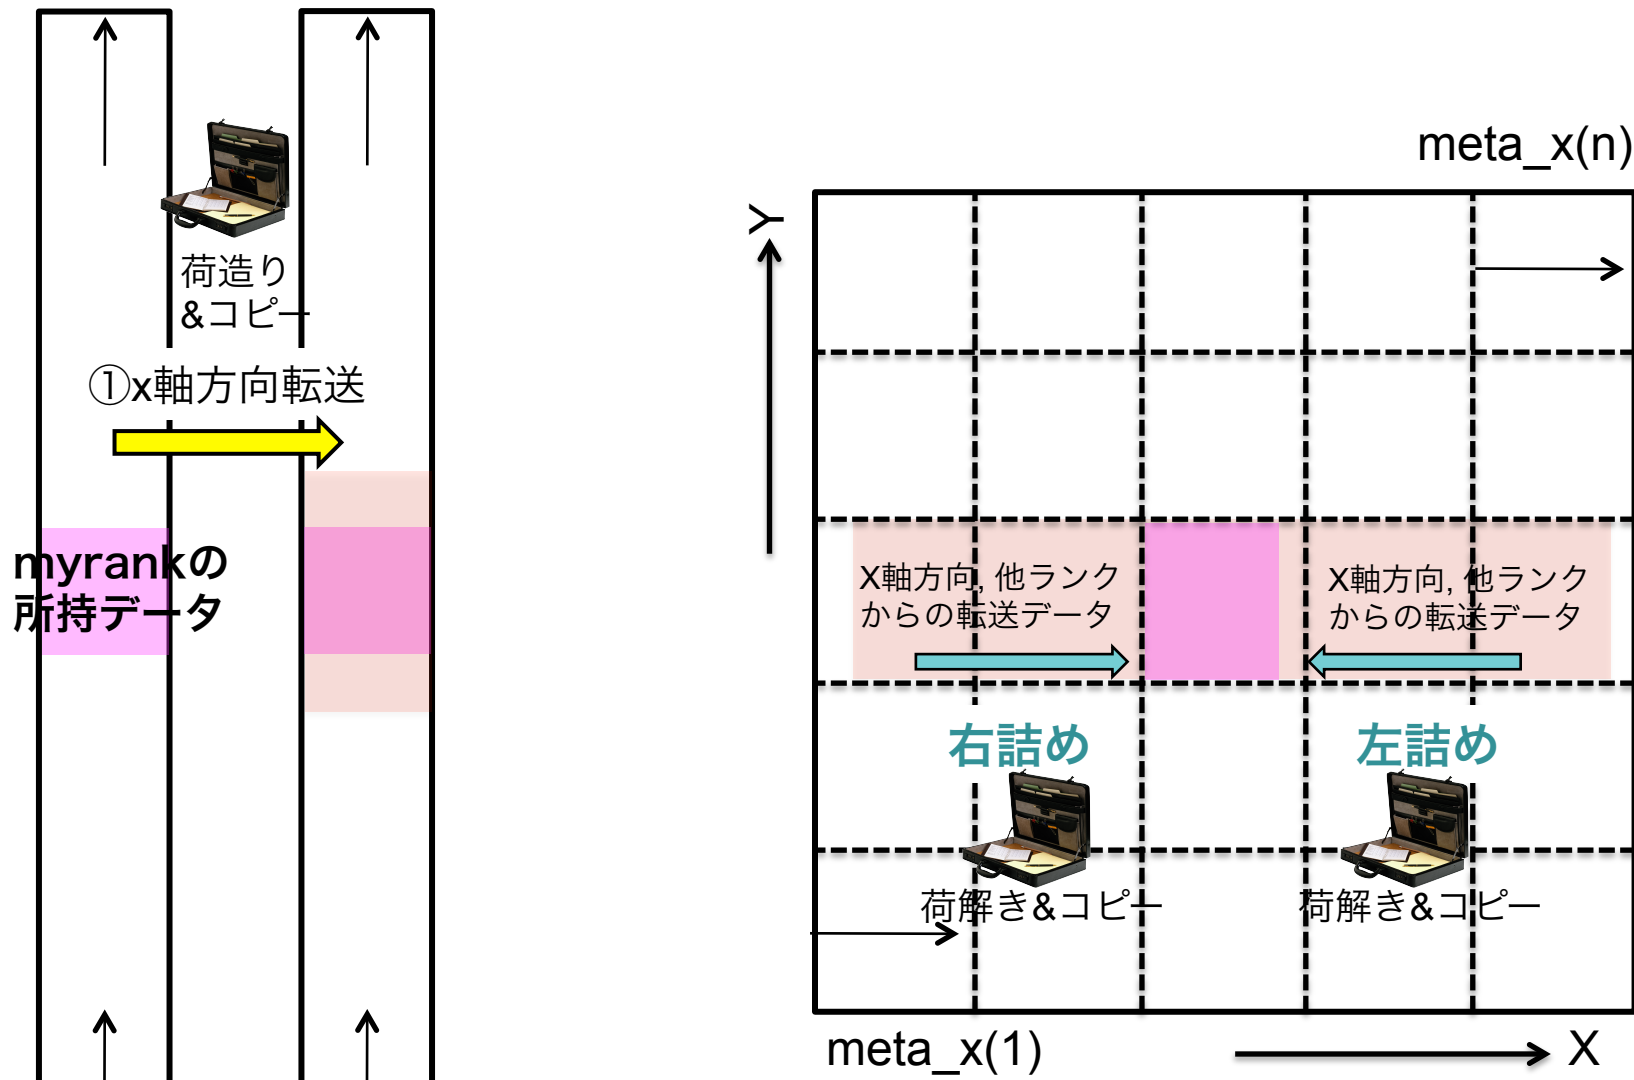 荷造り
&コピー
①x軸方向転送
myrankの
所持データ
meta_x(n)
Y
X軸方向, 他ランク
からの転送データ
X軸方向, 他ランク
からの転送データ
右詰め
左詰め
荷解き&コピー
荷解き&コピー
meta_x(1)
X